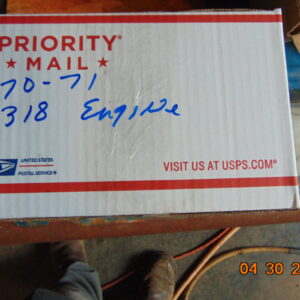 PRIORITY®
★ MAIL ★
70-71
318 Engine
UNITED STATES
POSTAL SERVICE®
VISIT US AT USPS.COM®
04 30 2